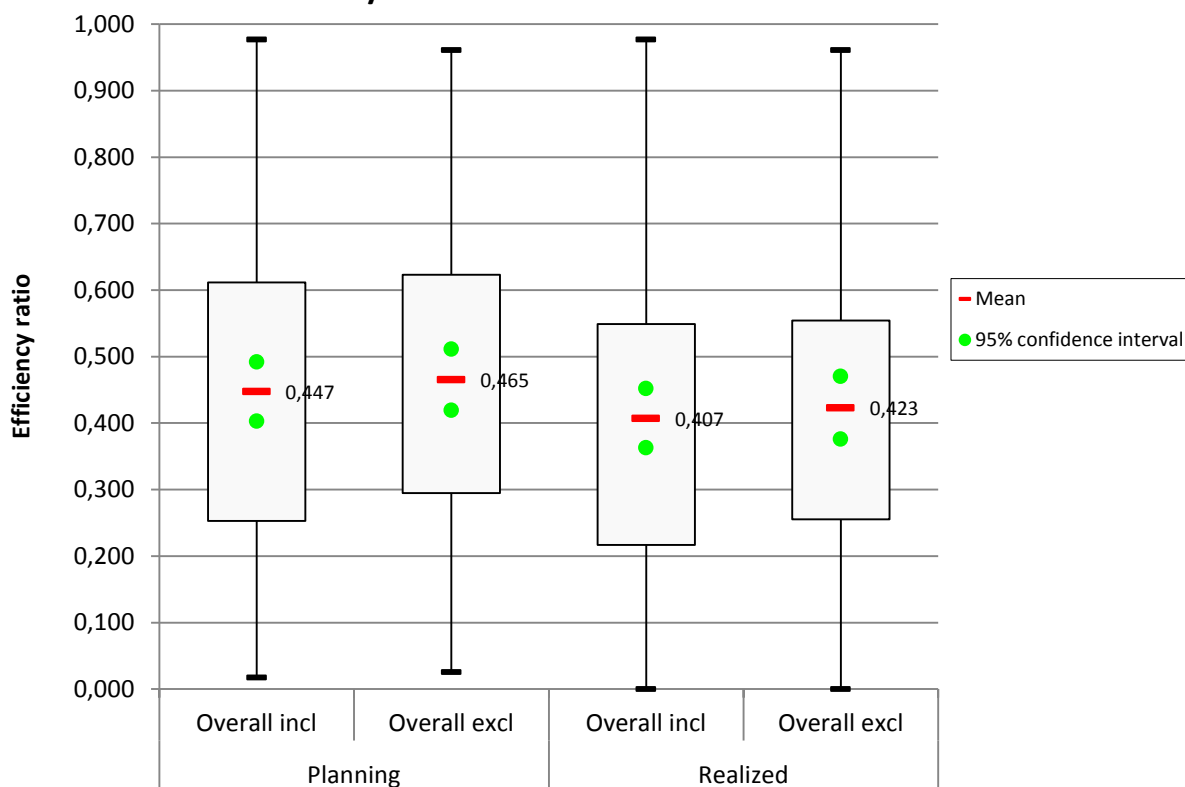 1,000
0,900
0,800
0,700
0,600
0,500
0,400
0,300
0,200
0,100
0,000
Efficiency ratio
0,447
0,465
0,407
0,423
Mean
95% confidence interval
Overall incl
Overall excl
Overall incl
Overall excl
Planning
Realized